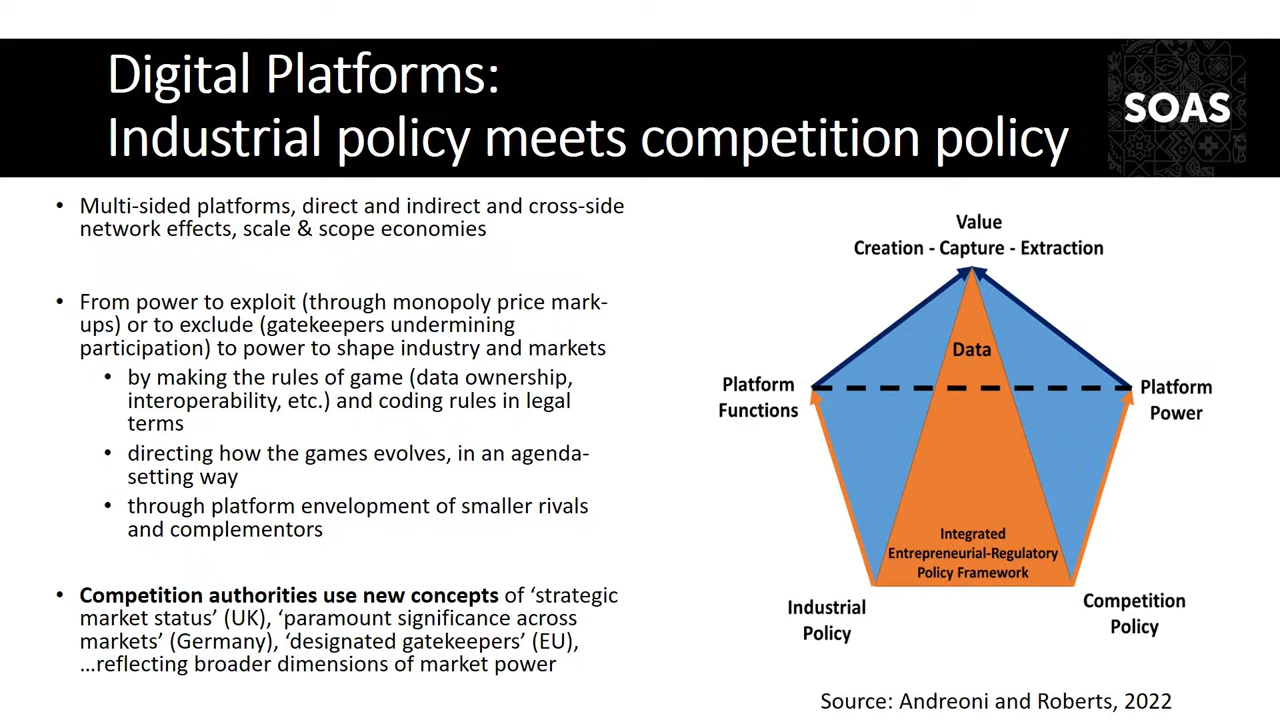 Digital Platforms:
Industrial policy meets competition policy
SOAS
• Multi-sided platforms, direct and indirect and cross-side
network effects, scale & scope economies
• From power to exploit (through monopoly price mark-
ups) or to exclude (gatekeepers undermining
participation) to power to shape industry and markets
• by making the rules of game (data ownership,
interoperability, etc.) and coding rules in legal
terms
• directing how the games evolves, in an agenda-
setting way
• through platform envelopment of smaller rivals
and complementors
• Competition authorities use new concepts of ‘strategic
market status’ (UK), ‘paramount significance across
markets’ (Germany), ‘designated gatekeepers’ (EU),
…reflecting broader dimensions of market power
Value
Creation - Capture - Extraction
Data
Platform
Functions
Platform
Power
Integrated
Entrepreneurial-Regulatory
Policy Framework
Industrial
Policy
Competition
Policy
Source: Andreoni and Roberts, 2022